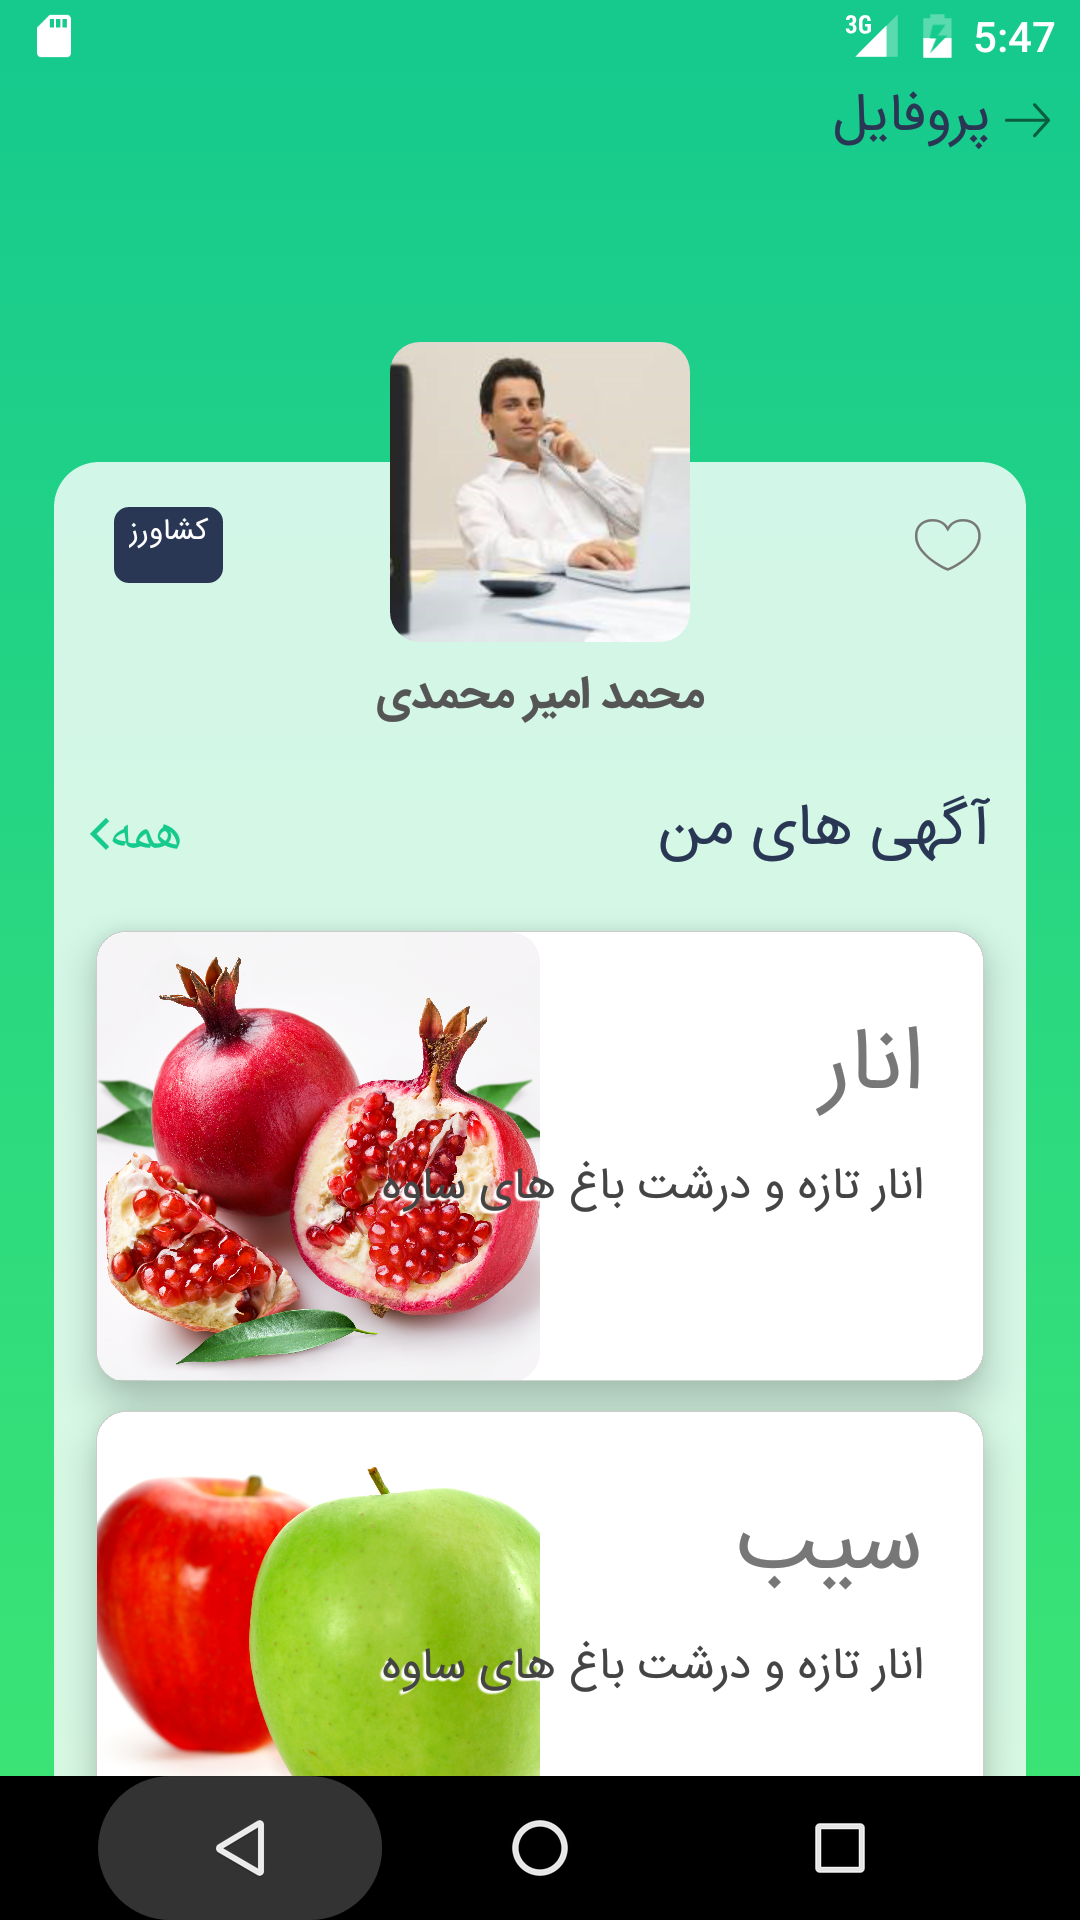 3G 5:47
پروفایل
کشاورز
محمد امیر محمدی
آگهی های من
همه
انار
انار تازه و درشت باغ های ساوه
سیب
انار تازه و درشت باغ های ساوه